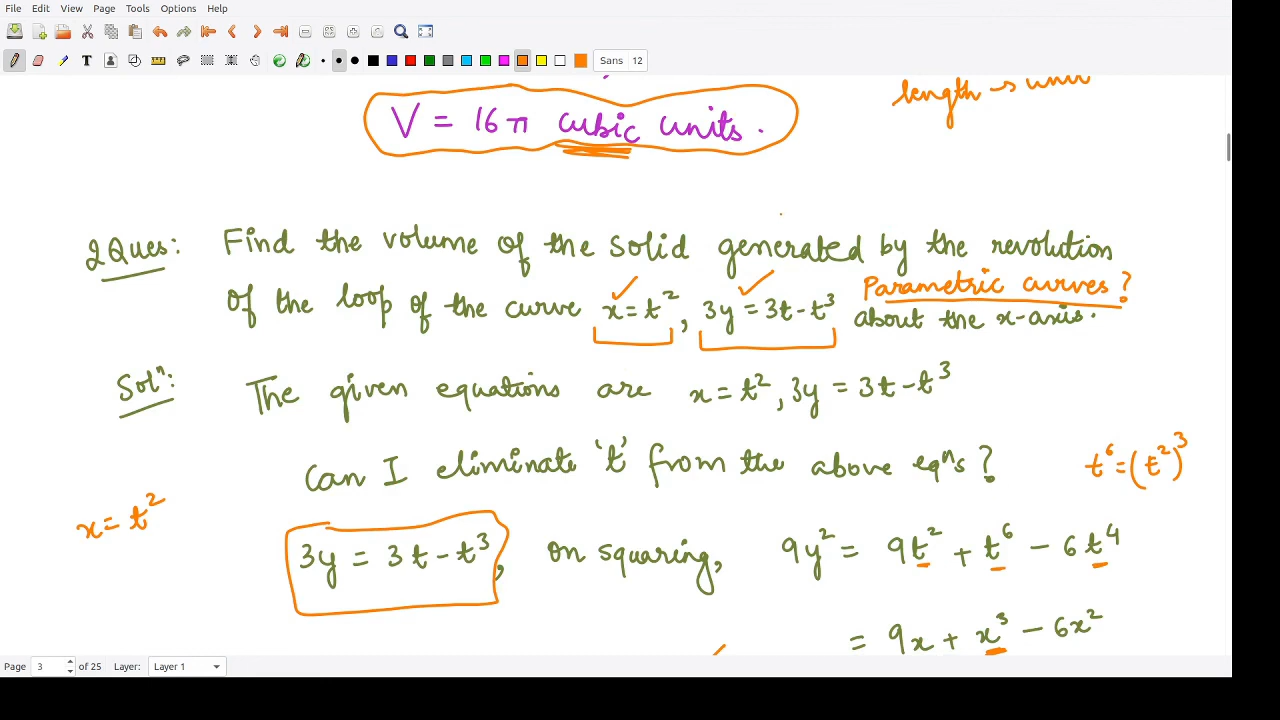 File Edit View Page Tools Options Help
Sans 12
length → unit
V = 16π cubic units.
2 Ques: Find the volume of the solid generated by the revolution
of the loop of the curve x = t², 3y = 3t - t³ Parametric curves?
about the x-axis.
Solⁿ: The given equations are x = t², 3y = 3t - t³
Can I eliminate 't' from the above eqⁿs ?
t⁶ = (t²)³
x = t²
3y = 3t - t³, on squaring, 9y² = 9t² + t⁶ - 6t⁴
= 9x + x³ - 6x²
Page 3 of 25 Layer: Layer 1